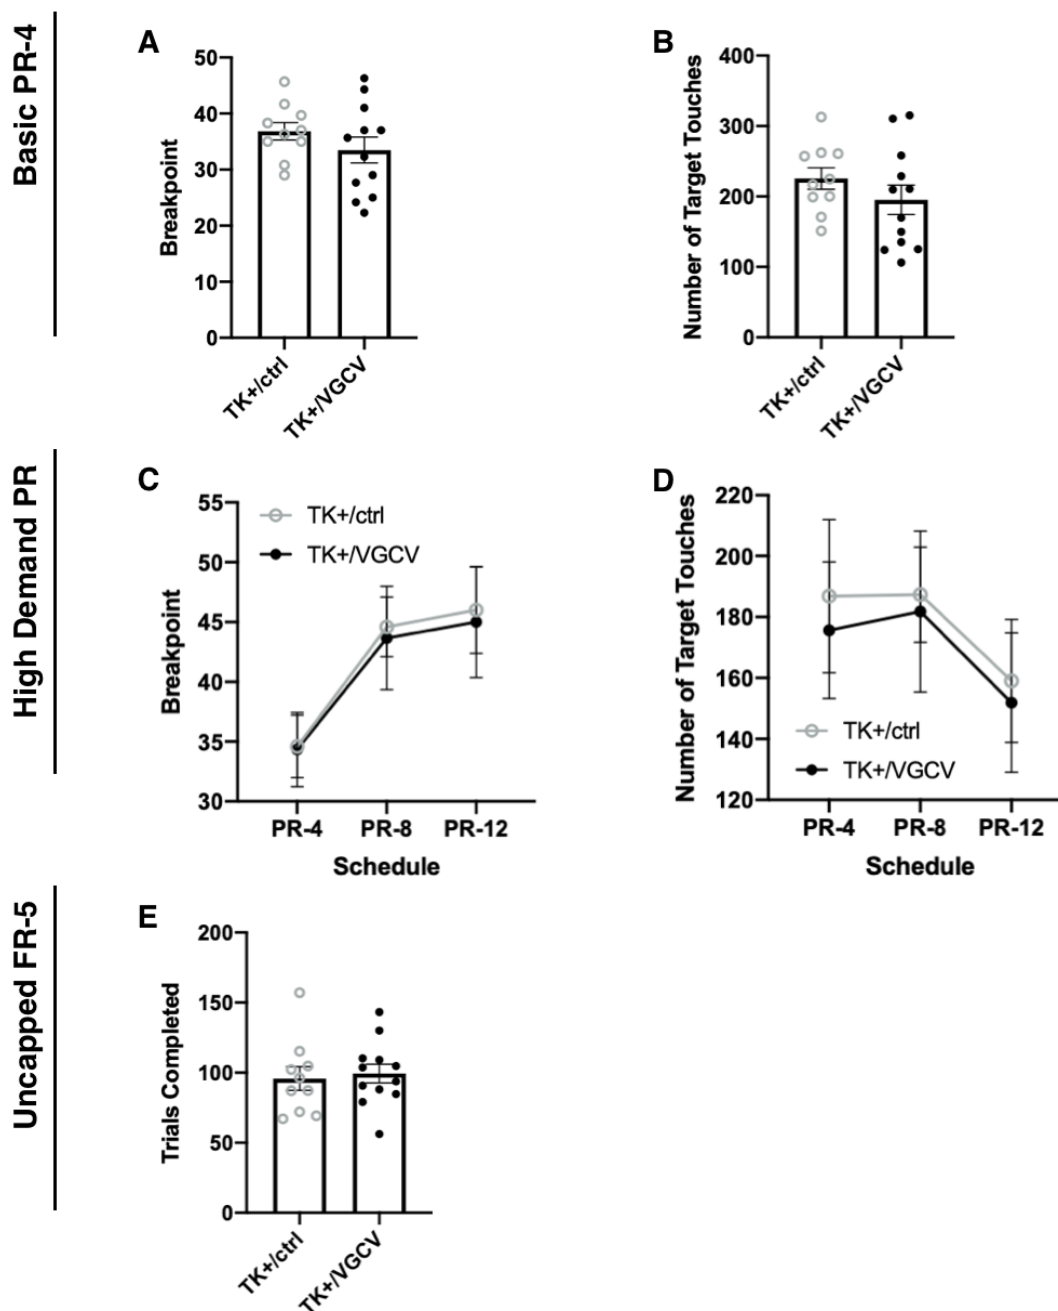 Basic PR-4
A
Breakpoint
50
40
30
20
10
0
TK+/ctrl
TK+/VGCV
B
Number of Target Touches
400
300
200
100
0
TK+/ctrl
TK+/VGCV
High Demand PR
C
Breakpoint
55
50
45
40
35
30
TK+/ctrl
TK+/VGCV
PR-4 PR-8 PR-12
Schedule
D
Number of Target Touches
220
200
180
160
140
120
TK+/ctrl
TK+/VGCV
PR-4 PR-8 PR-12
Schedule
Uncapped FR-5
E
Trials Completed
200
150
100
50
0
TK+/ctrl
TK+/VGCV